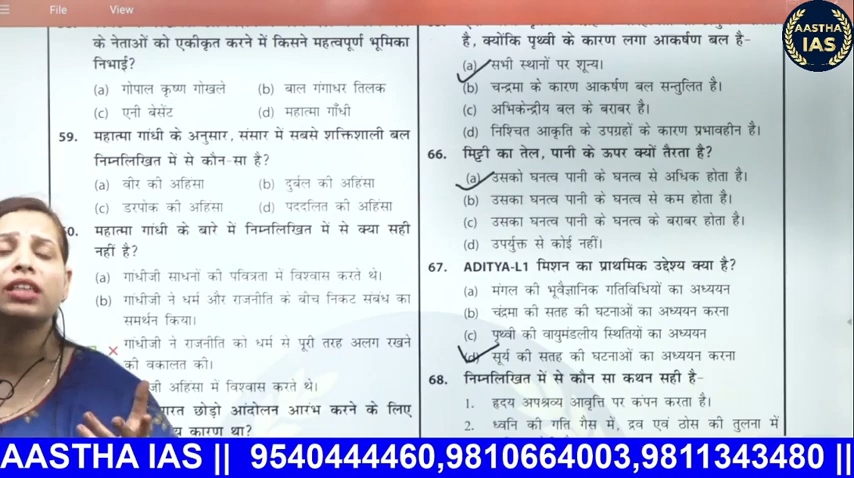 File
View
AASTHA
IAS
के नेताओं को एकीकृत करने में किसने महत्वपूर्ण भूमिका
निभाई?
(a) गोपाल कृष्ण गोखले (b) बाल गंगाधर तिलक
(c) एनी बेसेंट (d) महात्मा गाँधी
59. महात्मा गांधी के अनुसार, संसार में सबसे शक्तिशाली बल
निम्नलिखित में से कौन-सा है?
(a) वीर की अहिंसा (b) दुर्बल की अहिंसा
(c) डरपोक की अहिंसा (d) पददलित की अहिंसा
महात्मा गांधी के बारे में निम्नलिखित में से क्या सही
नहीं है?
(a) गांधीजी साधनों की पवित्रता में विश्वास करते थे।
(b) गांधीजी ने धर्म और राजनीति के बीच निकट संबंध का
समर्थन किया।
गांधीजी ने राजनीति को धर्म से पूरी तरह अलग रखने
की वकालत की।
अहिंसा में विश्वास करते थे।
छोड़ो आंदोलन आरंभ करने के लिए
कारण था?
है, क्योंकि पृथ्वी के कारण लगा आकर्षण बल है-
(a) सभी स्थानों पर शून्य।
(b) चन्द्रमा के कारण आकर्षण बल सन्तुलित है।
(c) अभिकेन्द्रीय बल के बराबर है।
(d) निश्चित आकृति के उपग्रहों के कारण प्रभावहीन है।
66. मिट्टी का तेल, पानी के ऊपर क्यों तैरता है?
(a) उसको घनत्व पानी के घनत्व से अधिक होता है।
(b) उसका घनत्व पानी के घनत्व से कम होता है।
(c) उसका घनत्व पानी के घनत्व के बराबर होता है।
(d) उपर्युक्त से कोई नहीं।
67. ADITYA-L1 मिशन का प्राथमिक उद्देश्य क्या है?
(a) मंगल की भूवैज्ञानिक गतिविधियों का अध्ययन
(b) चंद्रमा की सतह की घटनाओं का अध्ययन करना
(c) पृथ्वी की वायुमंडलीय स्थितियों का अध्ययन
(d) सूर्य की सतह की घटनाओं का अध्ययन करना
68. निम्नलिखित में से कौन सा कथन सही है-
1. हृदय अपश्रव्य आवृत्ति पर कंपन करता है।
2. ध्वनि की गति गैस में, द्रव एवं ठोस की तुलना में
AASTHA IAS || 9540444460,9810664003,9811343480 ||